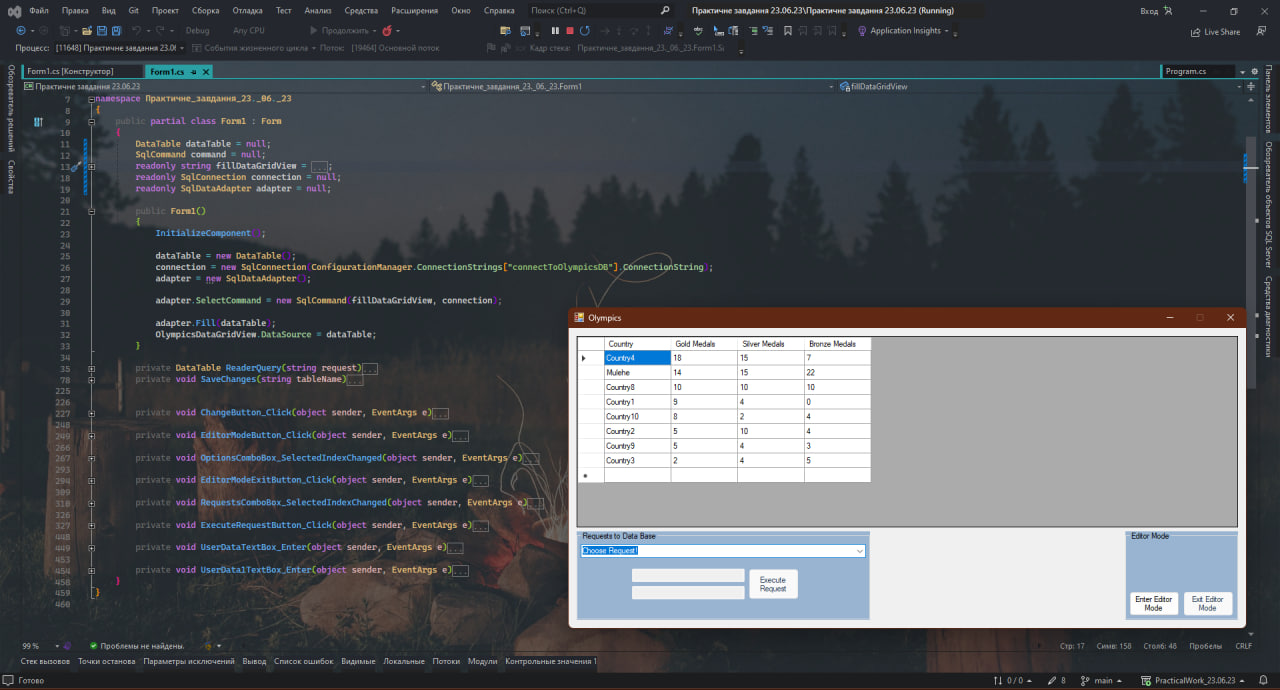 Файл Правка Вид Git Проект Сборка Отладка Тест Анализ Средства Расширения Окно Справка Поиск (Ctrl+Q) Практичне завдання 23.06.23\Практичне завдання 23.06.23 (Running) Вход
Debug Any CPU Продолжить Application Insights Live Share
Процесс: [11648] Практичне завдання 23.0 События жизненного цикла Поток: [19464] Основной поток Кадр стека: Практичне_завдання_23._06._23.Form1.S
Form1.cs [Конструктор] Form1.cs Program.cs
Практичне завдання 23.06.23 Практичне_завдання_23._06._23.Form1 fillDataGridView
Обозреватель решений
Свойства
Панель элементов
Обозреватель объектов SQL Server
Средства диагностики
7 namespace Практичне_завдання_23._06._23
8 {
9 public partial class Form1 : Form
10 {
11 DataTable dataTable = null;
12 SqlCommand command = null;
13 readonly string fillDataGridView = ...;
18 readonly SqlConnection connection = null;
19 readonly SqlDataAdapter adapter = null;
20
21 public Form1()
22 {
23 InitializeComponent();
24
25 dataTable = new DataTable();
26 connection = new SqlConnection(ConfigurationManager.ConnectionStrings["connectToOlympicsDB"].ConnectionString);
27 adapter = new SqlDataAdapter();
28
29 adapter.SelectCommand = new SqlCommand(fillDataGridView, connection);
30
31 adapter.Fill(dataTable);
32 OlympicsDataGridView.DataSource = dataTable;
33 }
34
35 private DataTable ReaderQuery(string request)...
78 private void SaveChanges(string tableName)...
225
226
227 private void ChangeButton_Click(object sender, EventArgs e)...
248
249 private void EditorModeButton_Click(object sender, EventArgs e)...
266
267 private void OptionsComboBox_SelectedIndexChanged(object sender, EventArgs e)...
293
294 private void EditorModeExitButton_Click(object sender, EventArgs e)...
309
310 private void RequestsComboBox_SelectedIndexChanged(object sender, EventArgs e)...
326
327 private void ExecuteRequestButton_Click(object sender, EventArgs e)...
448
449 private void UserDataTextBox_Enter(object sender, EventArgs e)...
453
454 private void UserData1TextBox_Enter(object sender, EventArgs e)...
458 }
459 }
460
Olympics
Country Gold Medals Silver Medals Bronze Medals
Country4 18 15 7
Mulehe 14 15 22
Country8 10 10 10
Country1 9 4 0
Country10 8 2 4
Country2 5 10 4
Country9 5 4 3
Country3 2 4 5
Requests to Data Base
Choose Request!
Execute
Request
Editor Mode
Enter Editor
Mode
Exit Editor
Mode
99 % Проблемы не найдены. Стр: 17 Симв: 158 Столб: 48 Пробелы CRLF
Стек вызовов Точки останова Параметры исключений Вывод Список ошибок Видимые Локальные Потоки Модули Контрольные значения 1
Готово 0 / 0 8 main PracticalWork_23.06.23